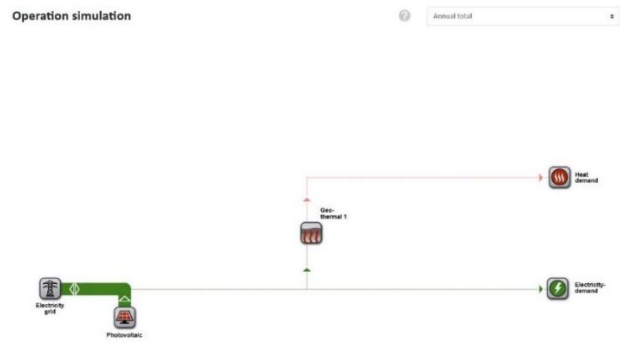 Operation simulation
Annual total
Heat
demand
Geo-
thermal 1
Electricity
grid
Electricity-
demand
Photovoltaic